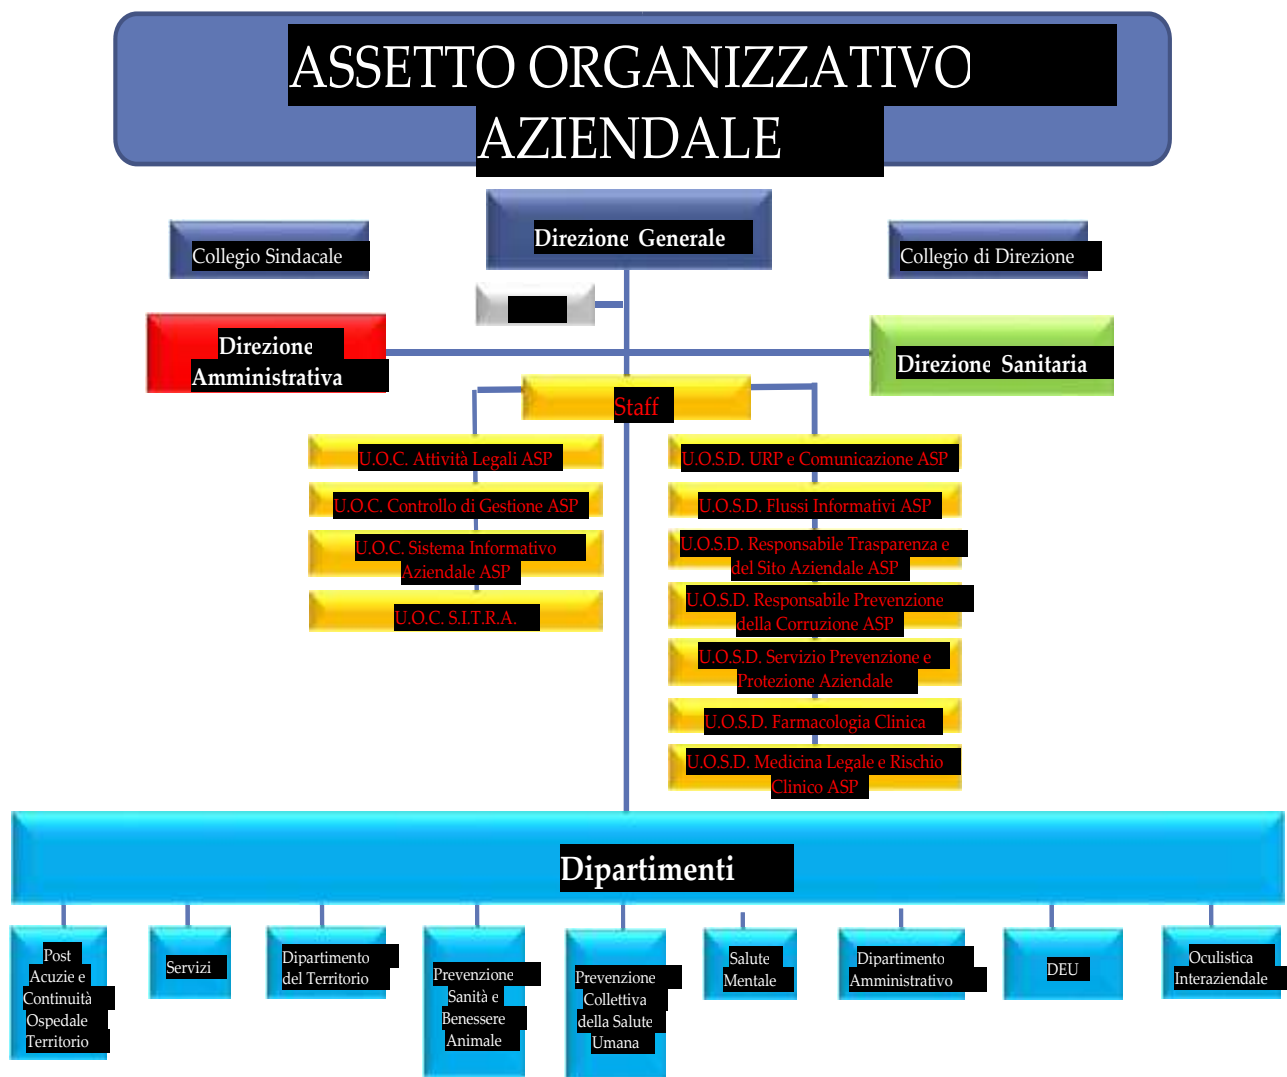 ASSETTO ORGANIZZATIVO
AZIENDALE
Direzione Generale
Collegio Sindacale
Collegio di Direzione
Direzione
Amministrativa
Direzione Sanitaria
Staff
U.O.C. Attività Legali ASP
U.O.C. Controllo di Gestione ASP
U.O.C. Sistema Informativo
Aziendale ASP
U.O.C. S.I.T.R.A.
U.O.S.D. URP e Comunicazione ASP
U.O.S.D. Flussi Informativi ASP
U.O.S.D. Responsabile Trasparenza e
del Sito Aziendale ASP
U.O.S.D. Responsabile Prevenzione
della Corruzione ASP
U.O.S.D. Servizio Prevenzione e
Protezione Aziendale
U.O.S.D. Farmacologia Clinica
U.O.S.D. Medicina Legale e Rischio
Clinico ASP
Dipartimenti
Post
Acuzie e
Continuità
Ospedale
Territorio
Servizi
Dipartimento
del Territorio
Prevenzione
Sanità e
Benessere
Animale
Prevenzione
Collettiva
della Salute
Umana
Salute
Mentale
Dipartimento
Amministrativo
DEU
Oculistica
Interaziendale